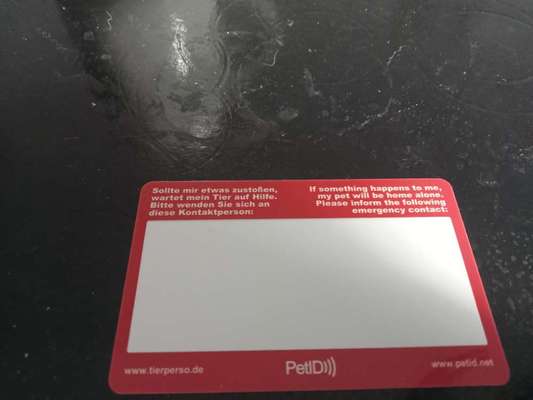 Sollte mir etwas zustoßen,
wartet mein Tier auf Hilfe.
Bitte wenden Sie sich an
diese Kontaktperson:
If something happens to me,
my pet will be home alone.
Please inform the following
emergency contact:
www.tierperso.de
PetID
www.petid.net